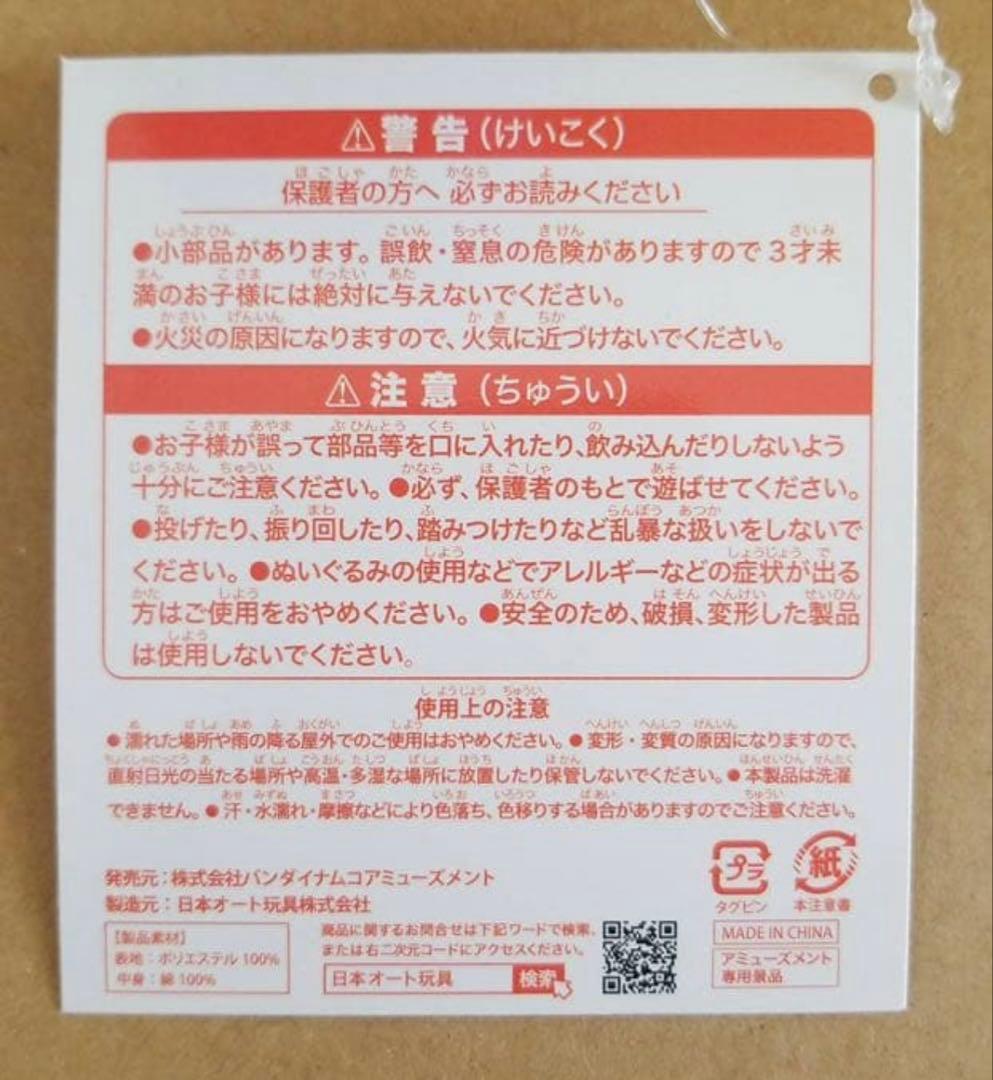 ⚠警告(けいこく)
保護者の方へ 必ずお読みください
●小部品があります。誤飲・窒息の危険がありますので3才未
満のお子様には絶対に与えないでください。
●火災の原因になりますので、火気に近づけないでください。
⚠注意(ちゅうい)
●お子様が誤って部品等を口に入れたり、飲み込んだりしないよう
十分にご注意ください。●必ず、保護者のもとで遊ばせてください。
●投げたり、振り回したり、踏みつけたりなど乱暴な扱いをしないで
ください。●ぬいぐるみの使用などでアレルギーなどの症状が出る
方はご使用をおやめください。●安全のため、破損、変形した製品
は使用しないでください。
使用上の注意
●濡れた場所や雨の降る屋外でのご使用はおやめください。●変形・変質の原因になりますので、
直射日光の当たる場所や高温・多湿な場所に放置したり保管しないでください。●本製品は洗濯
できません。●汗・水濡れ・摩擦などにより色落ち、色移りする場合がありますのでご注意ください。
発売元:株式会社バンダイナムコアミューズメント
製造元:日本オート玩具株式会社
プラ
タグピン
紙
本注意書
【製品素材】
表地:ポリエステル100%
中身:綿100%
商品に関するお問合せは下記ワードで検索、
または右二次元コードにアクセスください。
日本オート玩具 検索
MADE IN CHINA
アミューズメント
専用景品